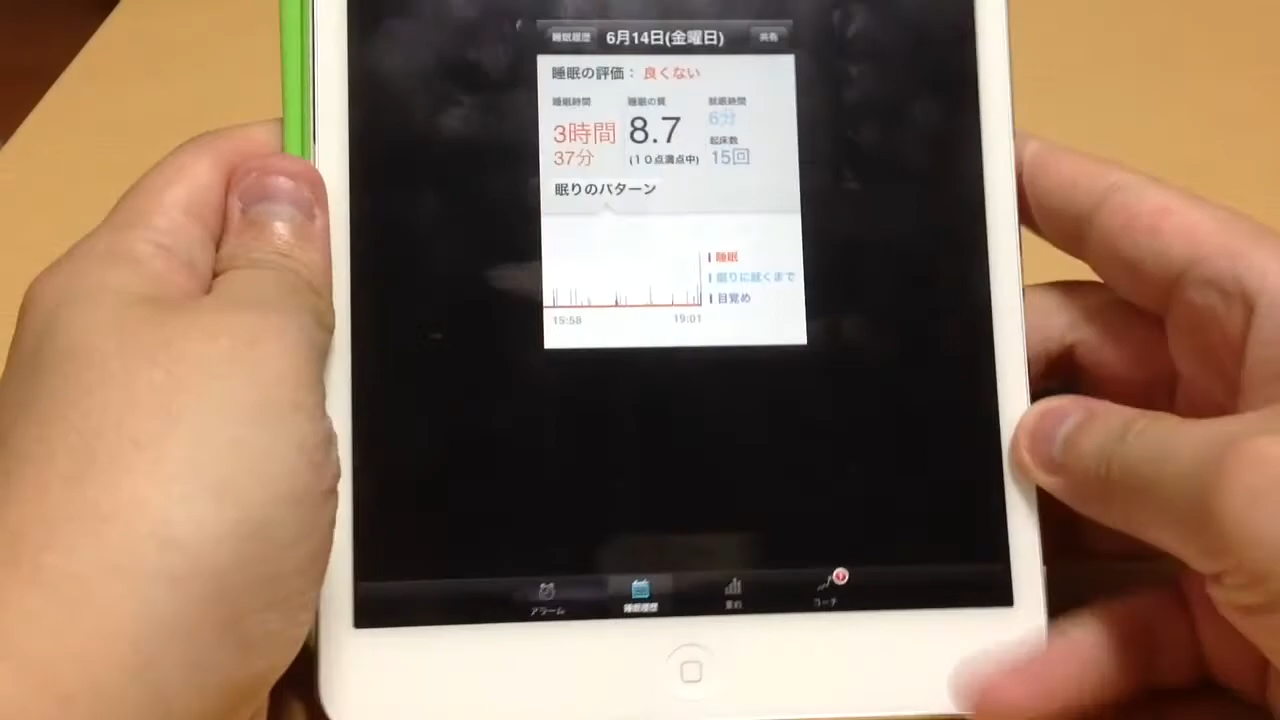 睡眠履歴 6月14日(金曜日) 共有
睡眠の評価： 良くない
睡眠時間 睡眠の質 就眠時間
3時間 8.7 6分
37分 (１０点満点中) 起床数
15回
眠りのパターン
睡眠
眠りに就くまで
目覚め
15:58 19:01
アラーム 睡眠履歴 要約 コーチ